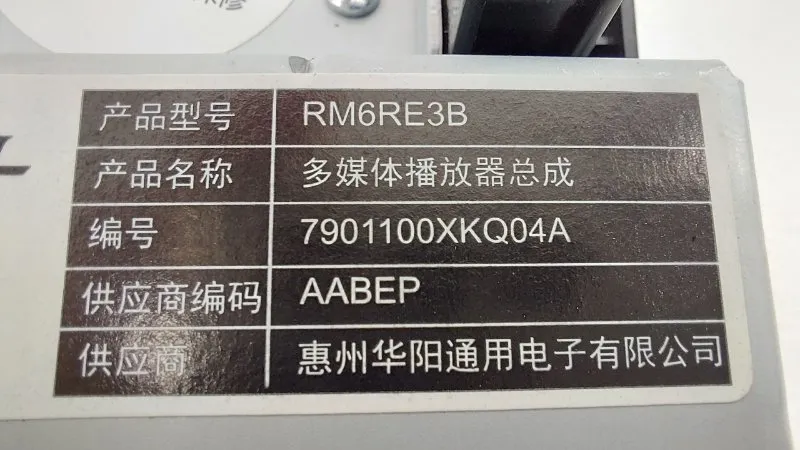 产品型号 RM6RE3B
产品名称 多媒体播放器总成
编号 7901100XKQ04A
供应商编码 AABEP
供应商 惠州华阳通用电子有限公司